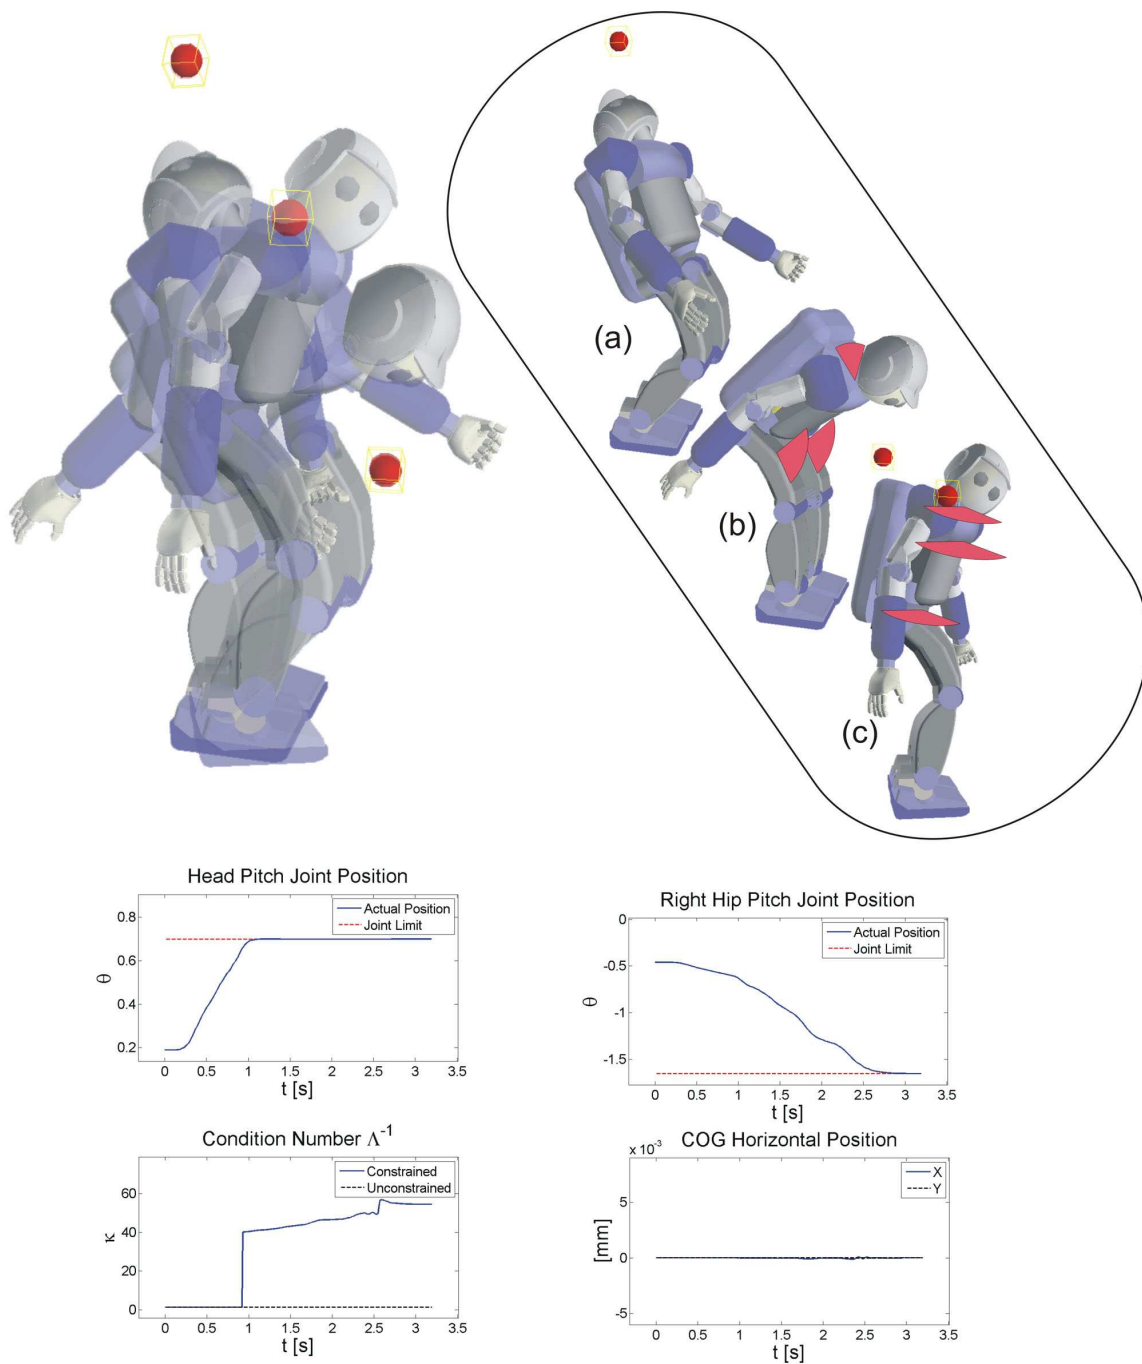 (a)
(b)
(c)
Head Pitch Joint Position
Actual Position
Joint Limit
0.8
0.6
0.4
0.2
θ
0 0.5 1 1.5 2 2.5 3 3.5
t [s]
Right Hip Pitch Joint Position
Actual Position
Joint Limit
0
-0.5
-1
-1.5
θ
0 0.5 1 1.5 2 2.5 3 3.5
t [s]
Condition Number Λ⁻¹
Constrained
Unconstrained
60
40
20
0
κ
0 0.5 1 1.5 2 2.5 3 3.5
t [s]
COG Horizontal Position
x 10⁻³
X
Y
5
0
-5
[mm]
0 0.5 1 1.5 2 2.5 3 3.5
t [s]